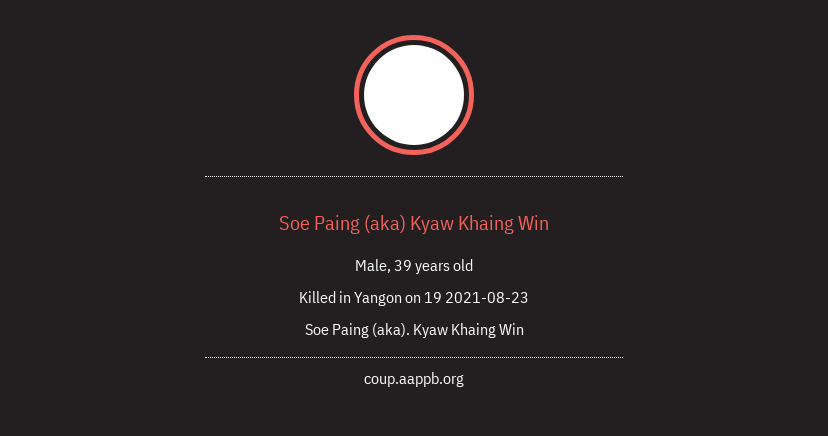 Soe Paing (aka) Kyaw Khaing Win
Male, 39 years old
Killed in Yangon on 19 2021-08-23
Soe Paing (aka). Kyaw Khaing Win
coup.aappb.org